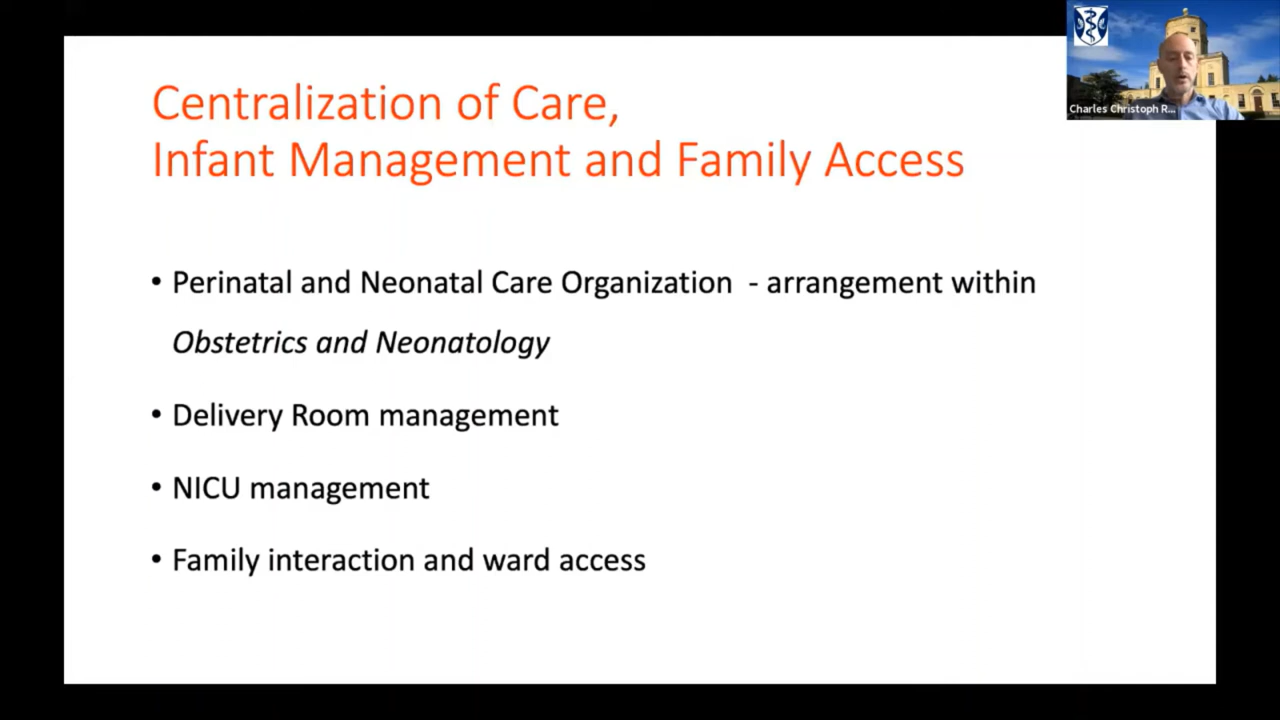 Centralization of Care,
Infant Management and Family Access
• Perinatal and Neonatal Care Organization - arrangement within
Obstetrics and Neonatology
• Delivery Room management
• NICU management
• Family interaction and ward access
Charles Christoph R...